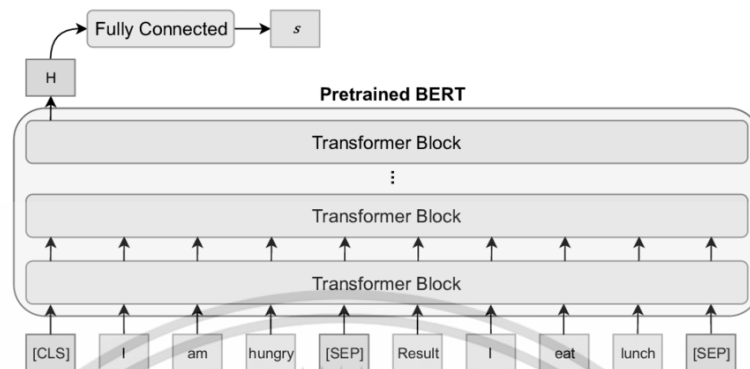 Fully Connected s
H
Pretrained BERT
Transformer Block
⋮
Transformer Block
Transformer Block
[CLS] I am hungry [SEP] Result I eat lunch [SEP]